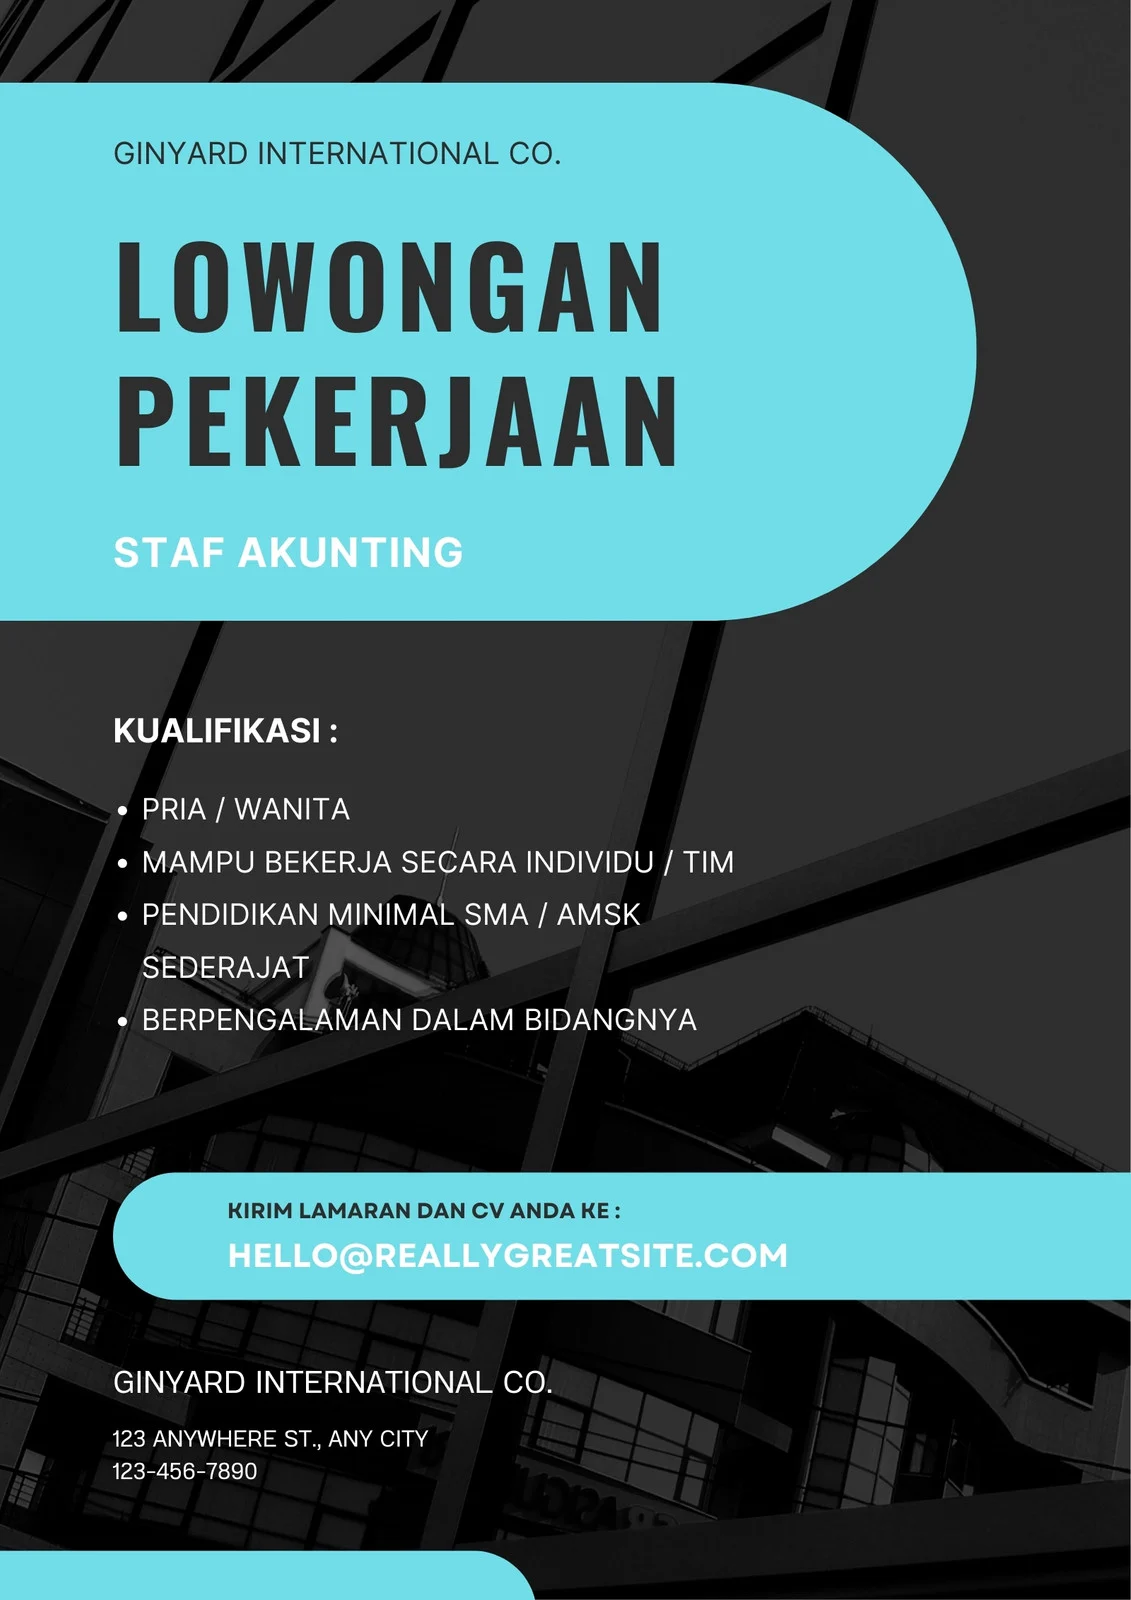 GINYARD INTERNATIONAL CO.
LOWONGAN
PEKERJAAN
STAF AKUNTING
KUALIFIKASI :
• PRIA / WANITA
• MAMPU BEKERJA SECARA INDIVIDU / TIM
• PENDIDIKAN MINIMAL SMA / AMSK
SEDERAJAT
• BERPENGALAMAN DALAM BIDANGNYA
KIRIM LAMARAN DAN CV ANDA KE :
HELLO@REALLYGREATSITE.COM
GINYARD INTERNATIONAL CO.
123 ANYWHERE ST., ANY CITY
123-456-7890